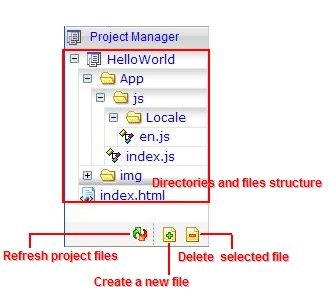 Project Manager
HelloWorld
App
js
Locale
en.js
index.js
img
Directories and files structure
index.html
Refresh project files
Delete selected file
Create a new file